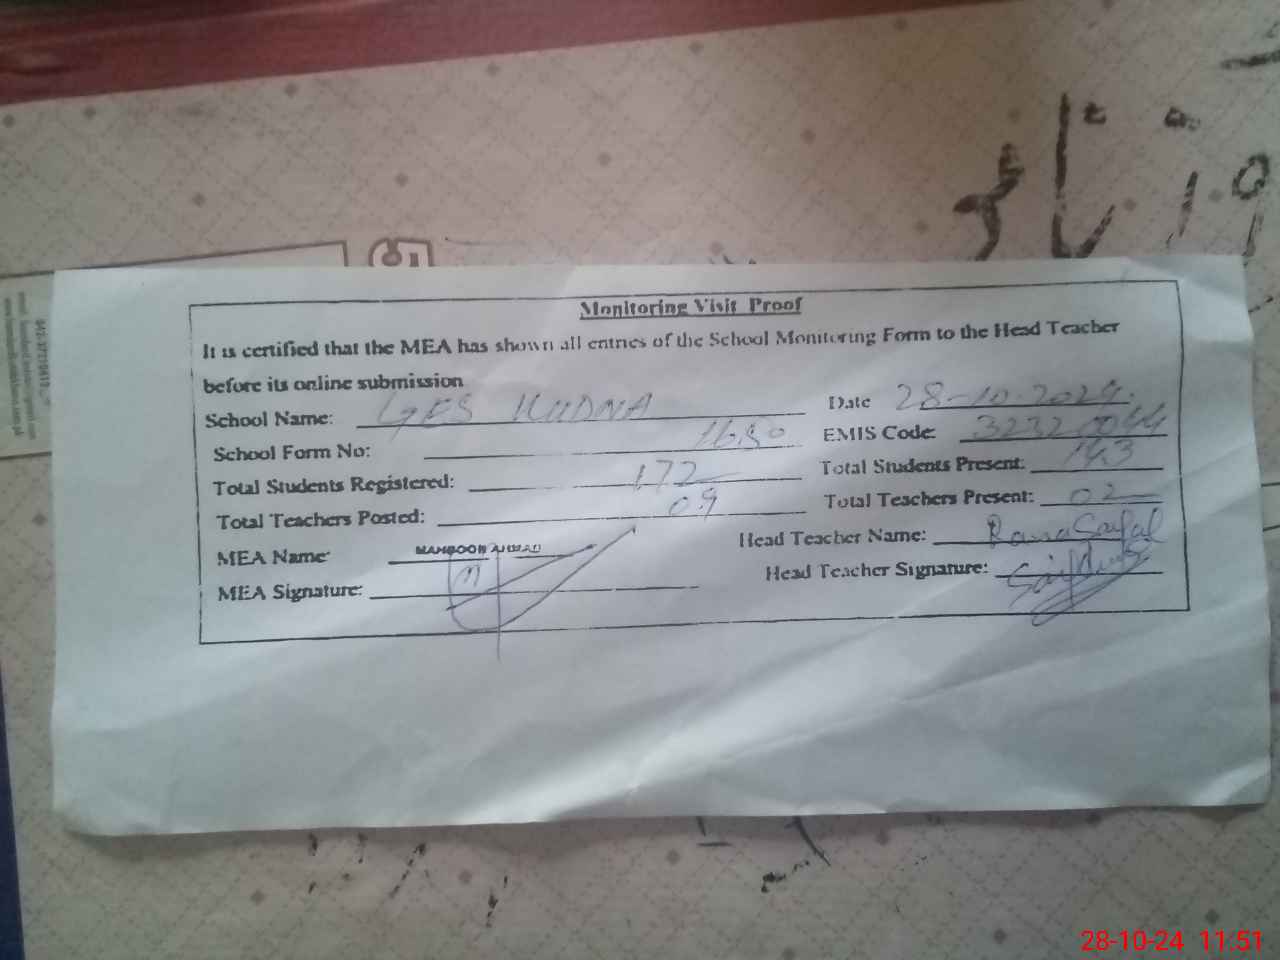 Monitoring Visit Proof
It is certified that the MEA has shown all entries of the School Monitoring Form to the Head Teacher
before its online submission
School Name: GES KUDNA Date 28-10-2024.
School Form No: 1650 EMIS Code: 32320044
Total Students Registered: 172 Total Students Present: 143
Total Teachers Posted: 09 Total Teachers Present: 02
MEA Name: MAHBOOR AHMAD Head Teacher Name: Rana Saiful
MEA Signature: Head Teacher Signature:
28-10-24 11:51